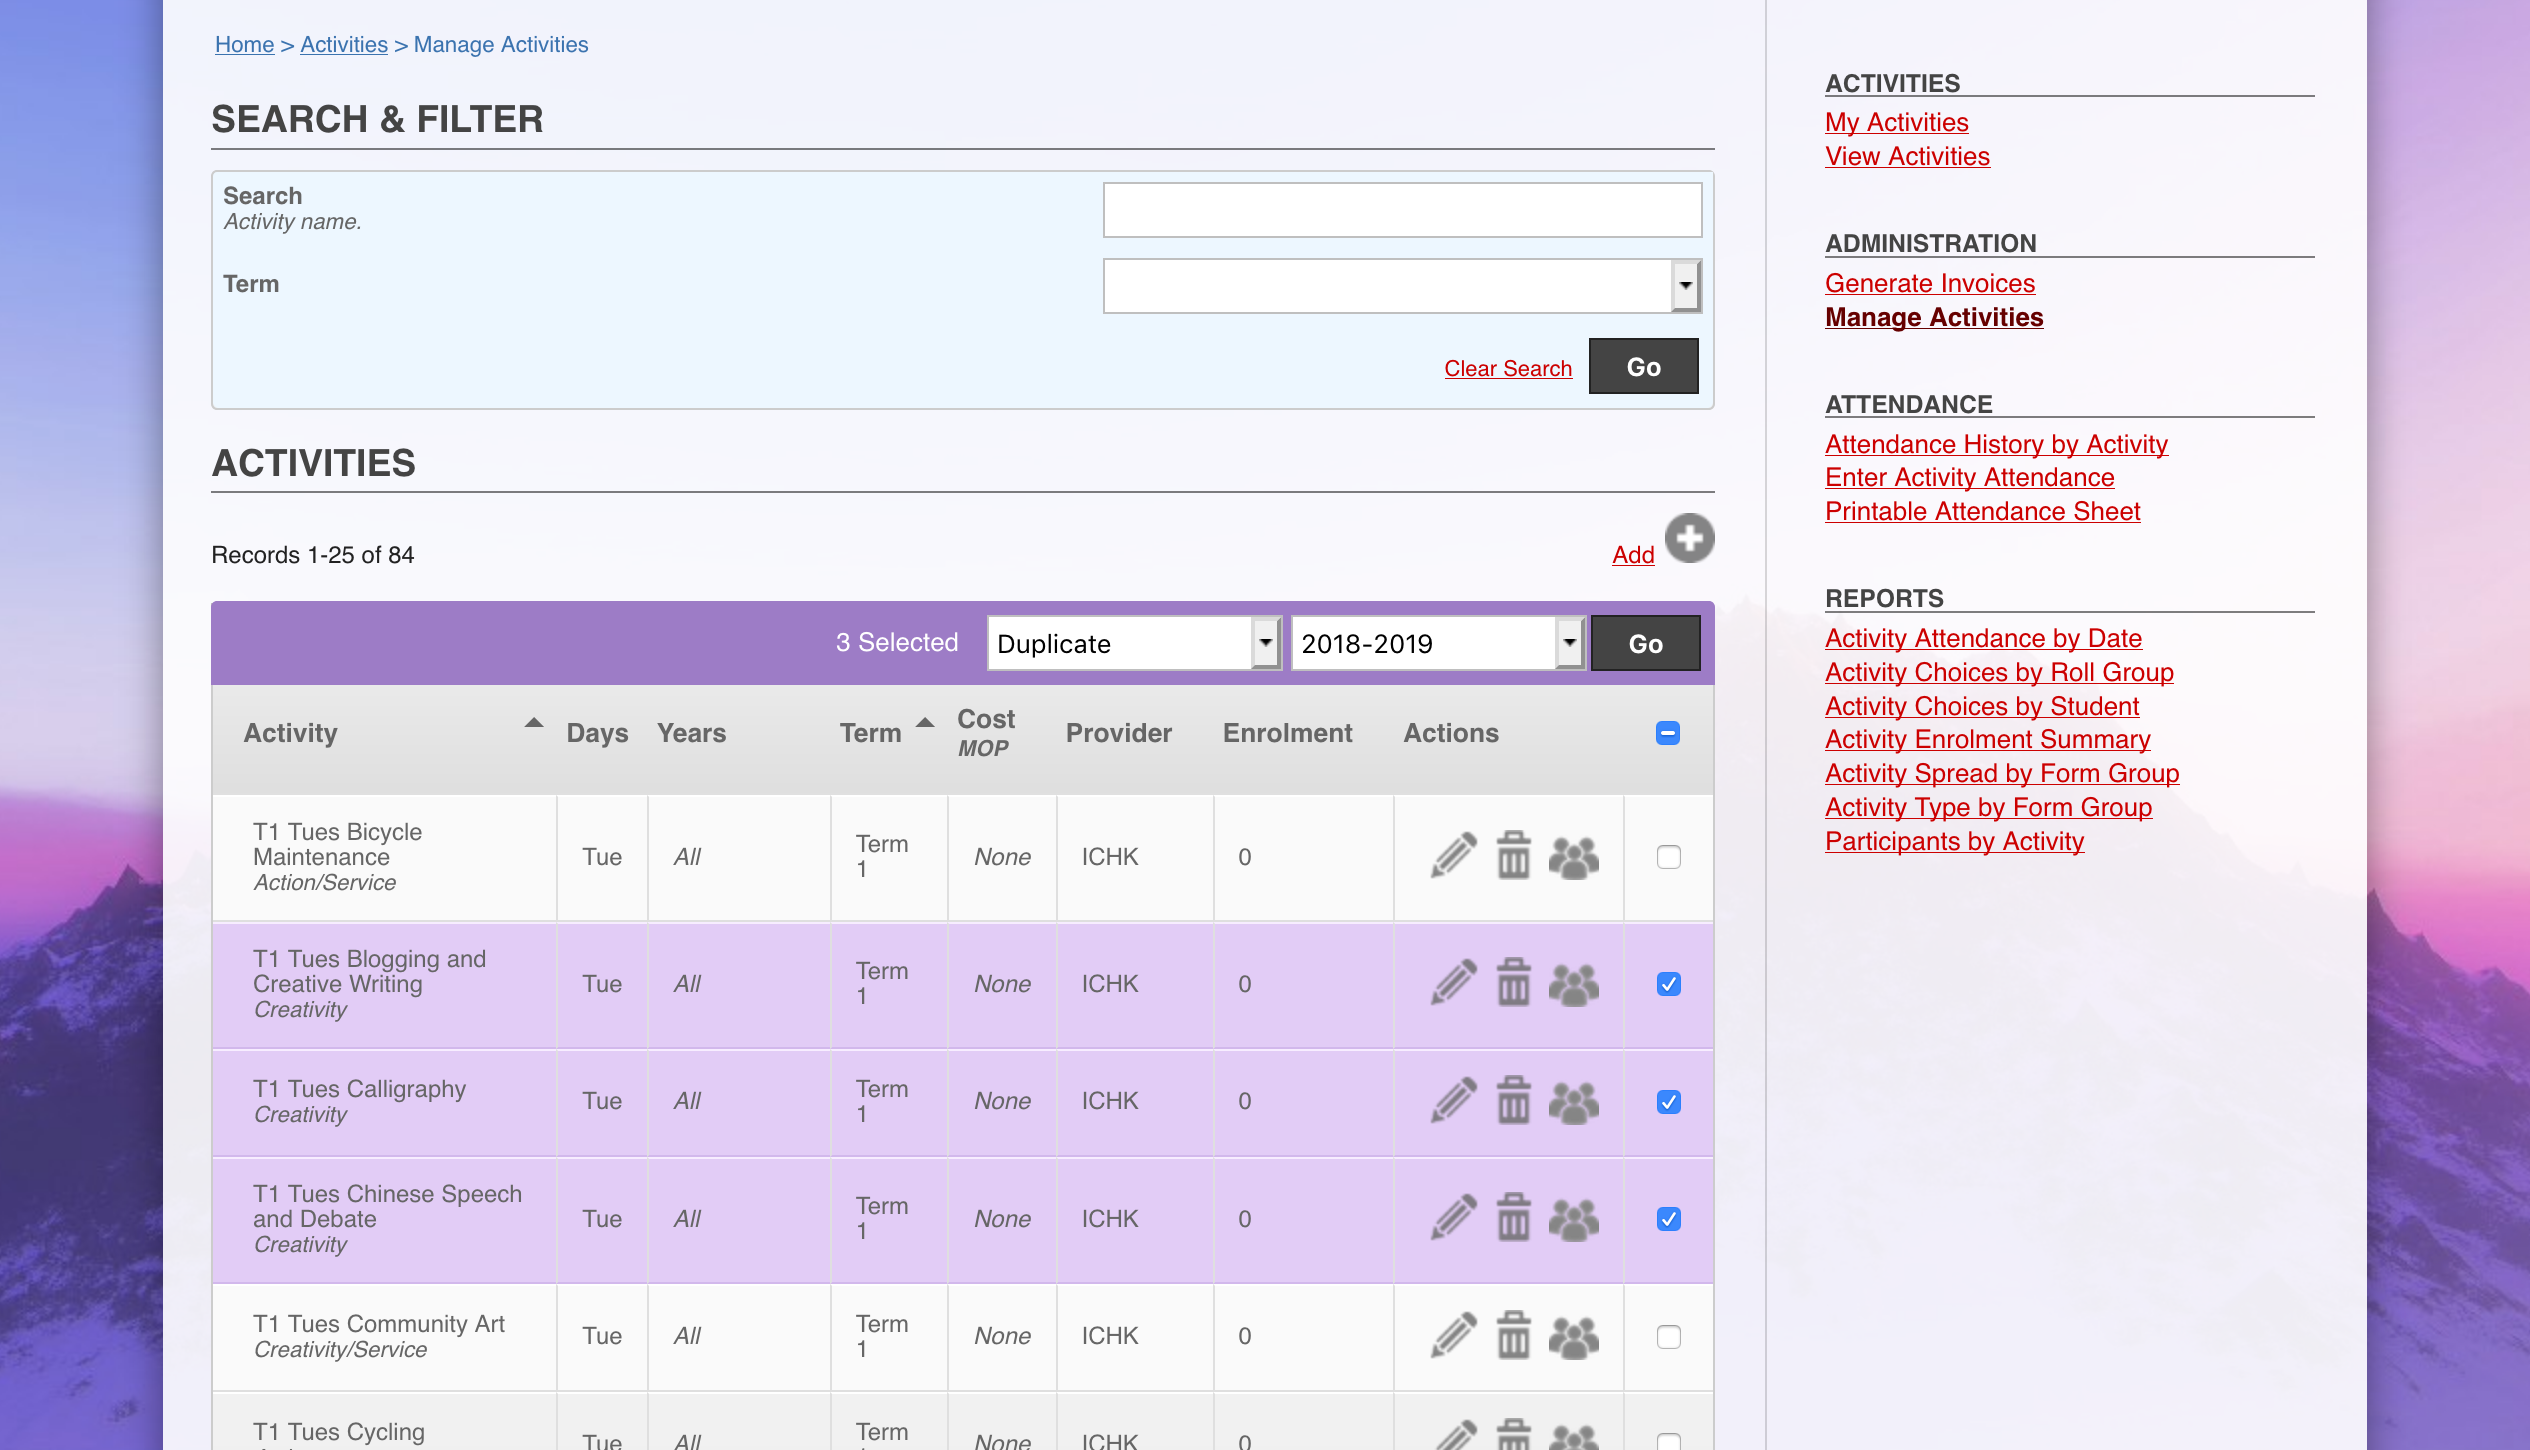 Home > Activities > Manage Activities
SEARCH & FILTER
Search
Activity name.
Term
Clear Search Go
ACTIVITIES
Records 1-25 of 84
Add
3 Selected Duplicate 2018-2019 Go
Activity Days Years Term Cost Provider Enrolment Actions
MOP
T1 Tues Bicycle
Maintenance
Action/Service
Tue All Term
1
None ICHK 0
T1 Tues Blogging and
Creative Writing
Creativity
Tue All Term
1
None ICHK 0
T1 Tues Calligraphy
Creativity
Tue All Term
1
None ICHK 0
T1 Tues Chinese Speech
and Debate
Creativity
Tue All Term
1
None ICHK 0
T1 Tues Community Art
Creativity/Service
Tue All Term
1
None ICHK 0
T1 Tues Cycling
Tue All Term
None ICHK 0
ACTIVITIES
My Activities
View Activities
ADMINISTRATION
Generate Invoices
Manage Activities
ATTENDANCE
Attendance History by Activity
Enter Activity Attendance
Printable Attendance Sheet
REPORTS
Activity Attendance by Date
Activity Choices by Roll Group
Activity Choices by Student
Activity Enrolment Summary
Activity Spread by Form Group
Activity Type by Form Group
Participants by Activity